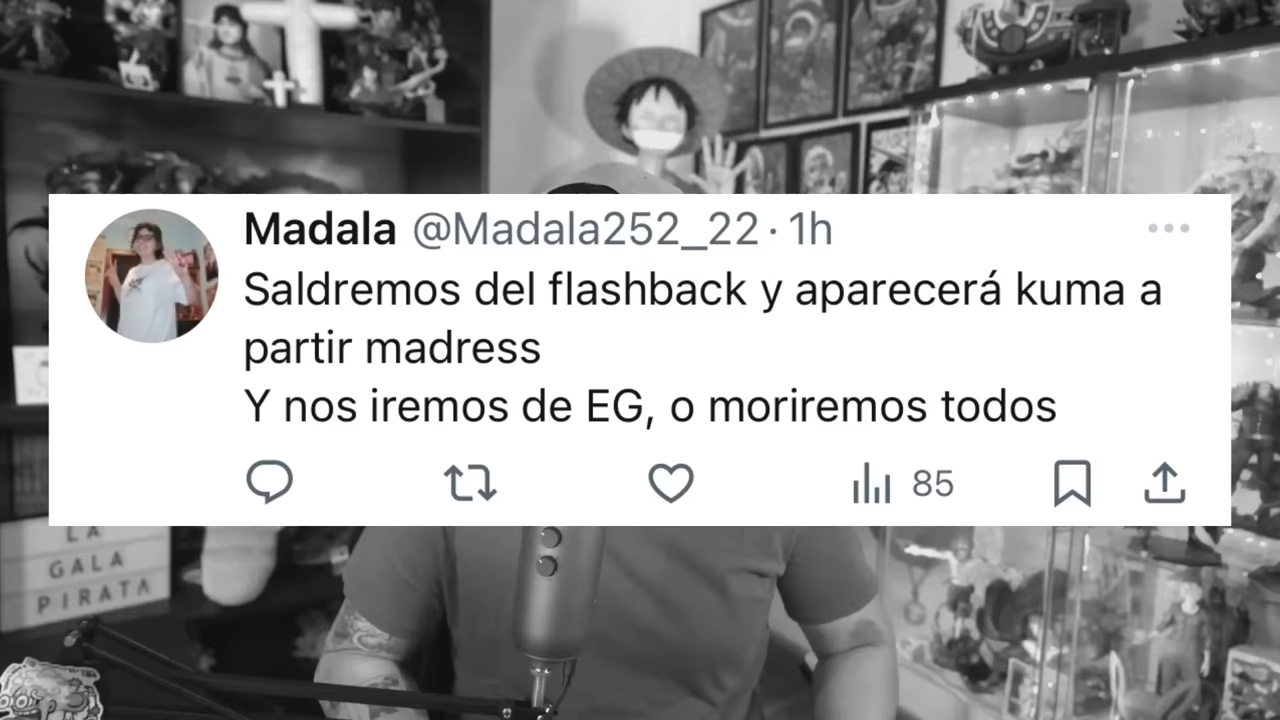 Madala @Madala252_22 · 1h
Saldremos del flashback y aparecerá kuma a
partir madress
Y nos iremos de EG, o moriremos todos
85
LA
GALA
PIRATA